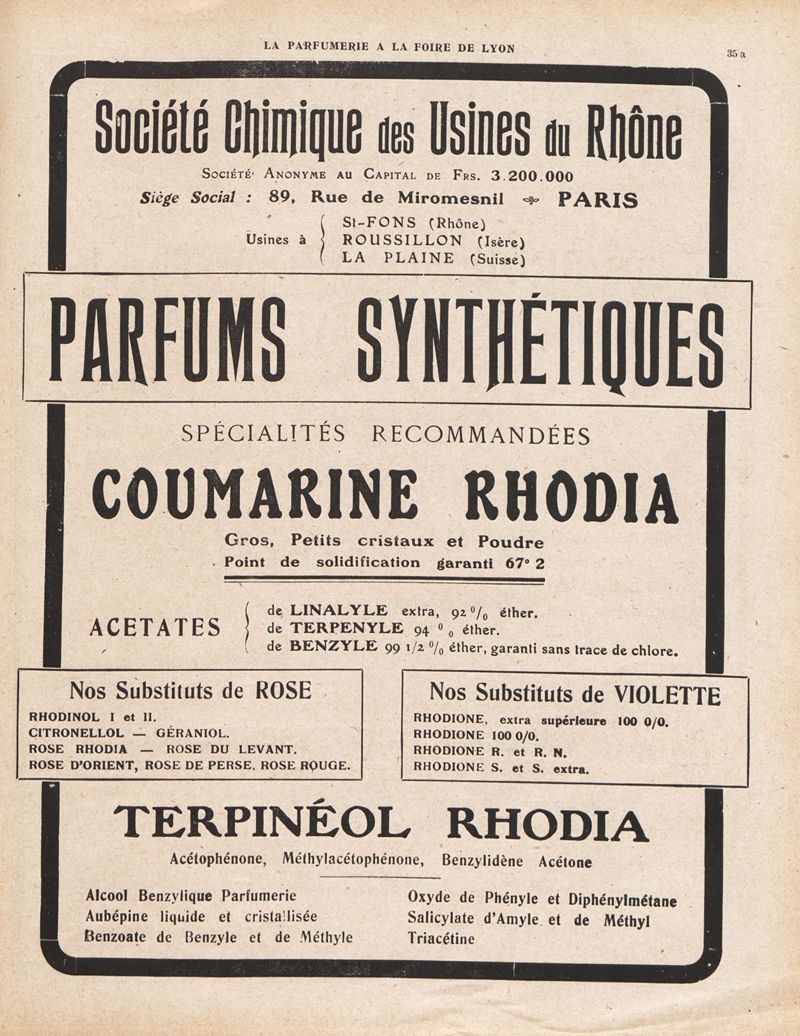 LA PARFUMERIE A LA FOIRE DE LYON
35 a
Société Chimique des Usines du Rhône
SOCIÉTÉ ANONYME AU CAPITAL DE FRS. 3.200.000
Siège Social : 89, Rue de Miromesnil PARIS
Usines à
St-FONS (Rhône)
ROUSSILLON (Isère)
LA PLAINE (Suisse)
PARFUMS SYNTHÉTIQUES
SPÉCIALITÉS RECOMMANDÉES
COUMARINE RHODIA
Gros, Petits cristaux et Poudre
Point de solidification garanti 67° 2
ACETATES
de LINALYLE extra, 92 % éther.
de TERPENYLE 94 % éther.
de BENZYLE 99 1/2 % éther, garanti sans trace de chlore.
Nos Substituts de ROSE
RHODINOL I et II.
CITRONELLOL — GÉRANIOL.
ROSE RHODIA — ROSE DU LEVANT.
ROSE D'ORIENT, ROSE DE PERSE, ROSE ROUGE.
Nos Substituts de VIOLETTE
RHODIONE, extra supérieure 100 0/0.
RHODIONE 100 0/0.
RHODIONE R. et R. N.
RHODIONE S. et S. extra.
TERPINÉOL RHODIA
Acétophénone, Méthylacétophénone, Benzylidène Acétone
Alcool Benzylique Parfumerie
Aubépine liquide et cristallisée
Benzoate de Benzyle et de Méthyle
Oxyde de Phényle et Diphénylmétane
Salicylate d'Amyle et de Méthyl
Triacétine